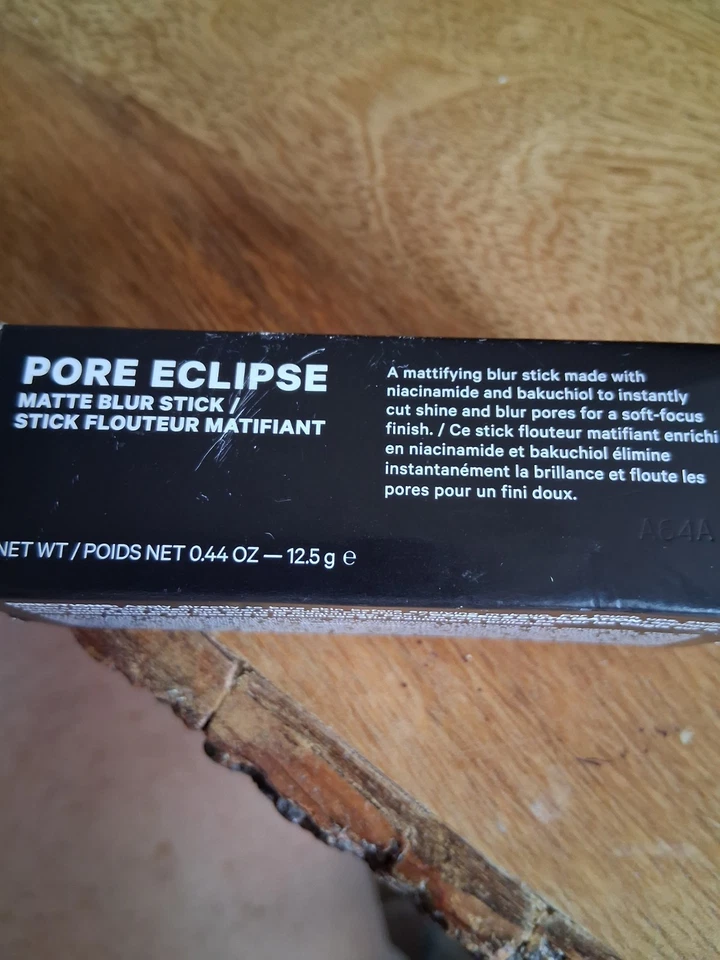 PORE ECLIPSE
MATTE BLUR STICK /
STICK FLOUTEUR MATIFIANT
NET WT / POIDS NET 0.44 OZ — 12.5 g ℮
A mattifying blur stick made with
niacinamide and bakuchiol to instantly
cut shine and blur pores for a soft-focus
finish. / Ce stick flouteur matifiant enrichi
en niacinamide et bakuchiol élimine
instantanément la brillance et floute les
pores pour un fini doux.